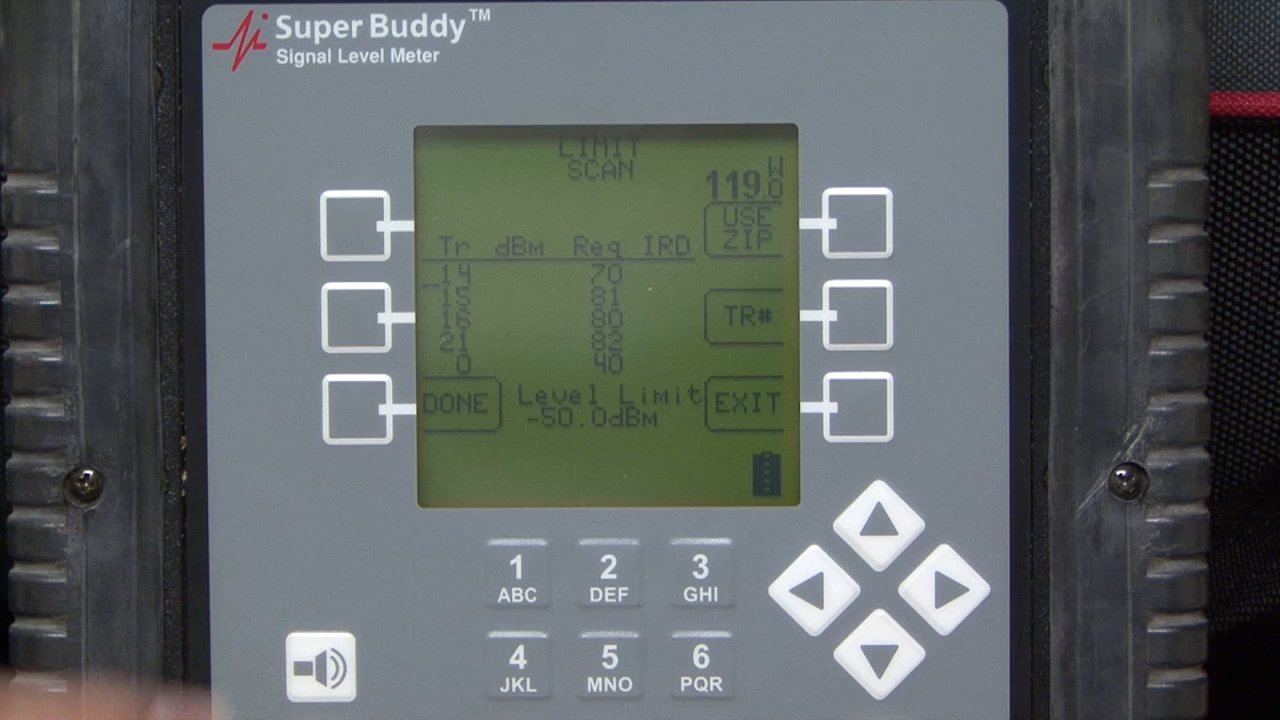 Super Buddy™
Signal Level Meter
LIMIT
SCAN
W
119.0
USE
ZIP
Tr dBm Req IRD
14 70
15 81
16 80
21 82
0 40
TR#
DONE
Level Limit
-50.0dBm
EXIT
1 2 3
ABC DEF GHI
4 5 6
JKL MNO PQR